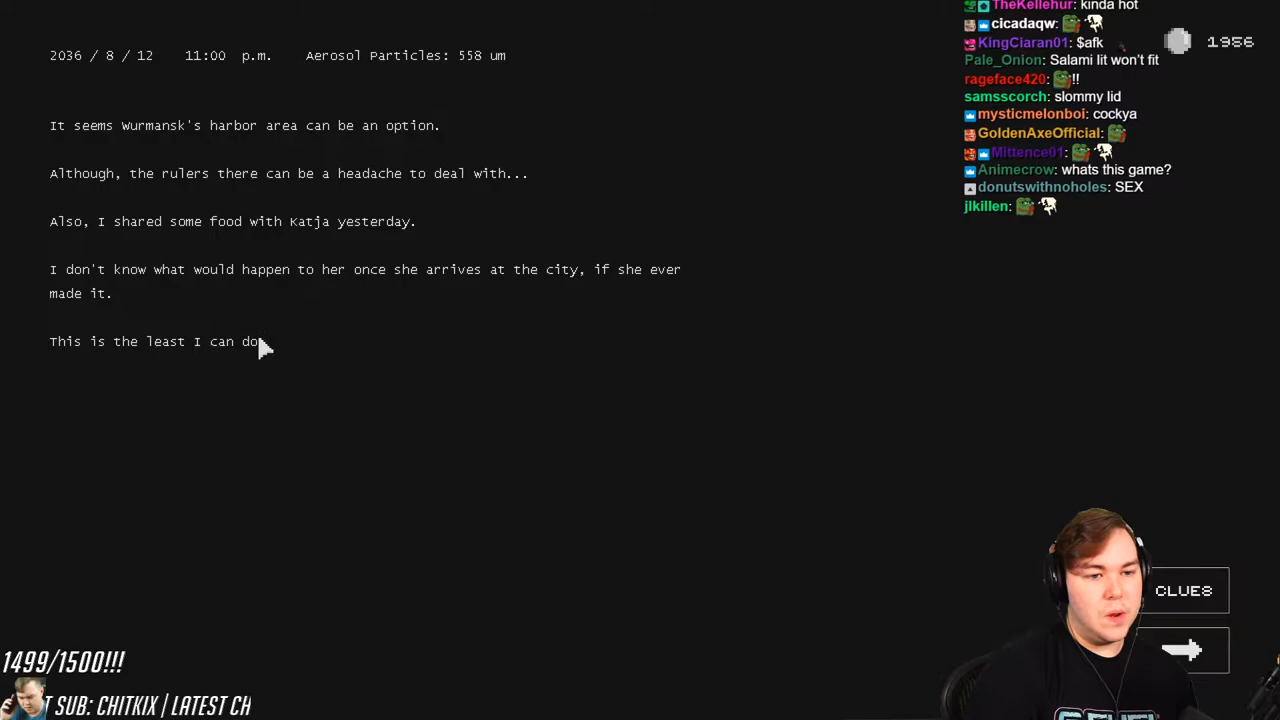 2036 / 8 / 12 11:00 p.m. Aerosol Particles: 558 um
It seems Wurmansk's harbor area can be an option.
Although, the rulers there can be a headache to deal with...
Also, I shared some food with Katja yesterday.
I don't know what would happen to her once she arrives at the city, if she ever
made it.
This is the least I can do
TheKellehur: kinda hot
cicadaqw:
KingCiaran01: $afk
Pale_Onion: Salami lit won't fit
rageface420: !!
samsscorch: slommy lid
mysticmelonboi: cockya
GoldenAxeOfficial:
Mittence01:
Animecrow: whats this game?
donutswithnoholes: SEX
jlkillen:
1956
CLUES
1499/1500!!!
T SUB: CHITKIX | LATEST CH